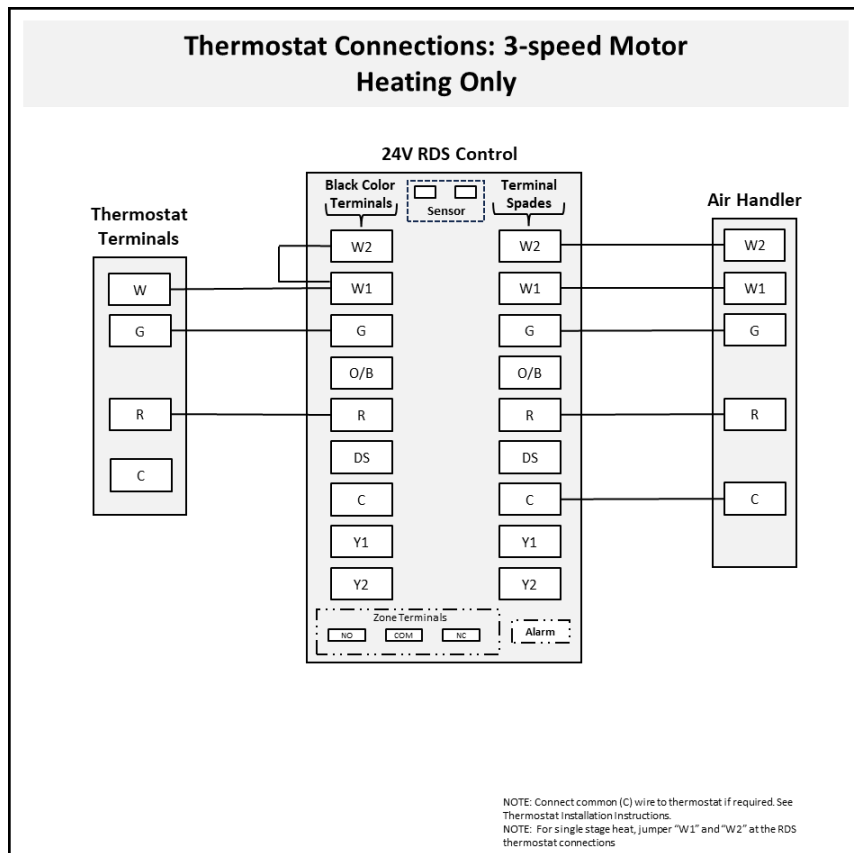 Thermostat Connections: 3-speed Motor
Heating Only
24V RDS Control
Black Color
Terminals
Sensor
Terminal
Spades
Thermostat
Terminals
W
G
R
C
W2
W1
G
O/B
R
DS
C
Y1
Y2
W2
W1
G
O/B
R
DS
C
Y1
Y2
Air Handler
W2
W1
G
R
C
Zone Terminals
NO
COM
NC
Alarm
NOTE: Connect common (C) wire to thermostat if required. See
Thermostat Installation Instructions.
NOTE: For single stage heat, jumper “W1” and “W2” at the RDS
thermostat connections